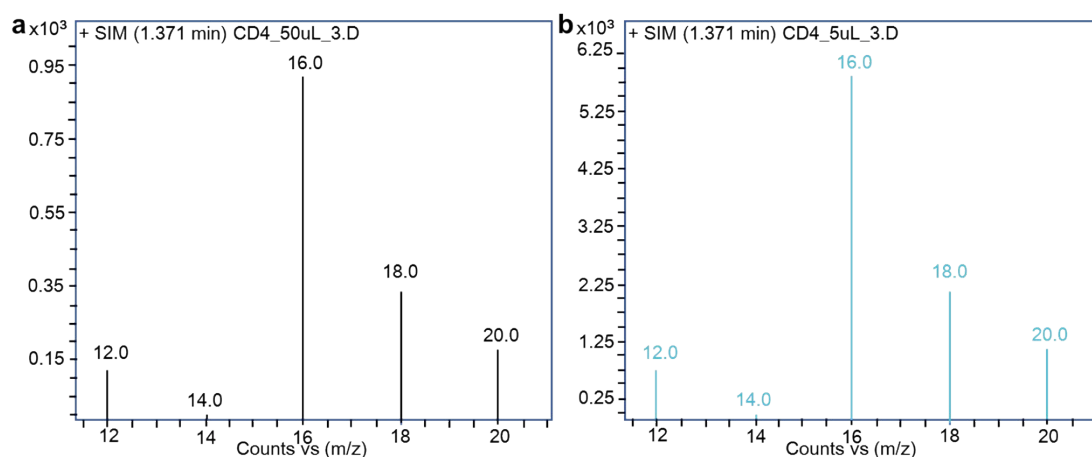 a
x10³
+ SIM (1.371 min) CD4_50uL_3.D
0.95
0.75
0.55
0.35
0.15
16.0
18.0
20.0
12.0
14.0
12 14 16 18 20
Counts vs (m/z)
b
x10³
+ SIM (1.371 min) CD4_5uL_3.D
6.25
5.25
4.25
3.25
2.25
1.25
0.25
16.0
18.0
20.0
12.0
14.0
12 14 16 18 20
Counts vs (m/z)